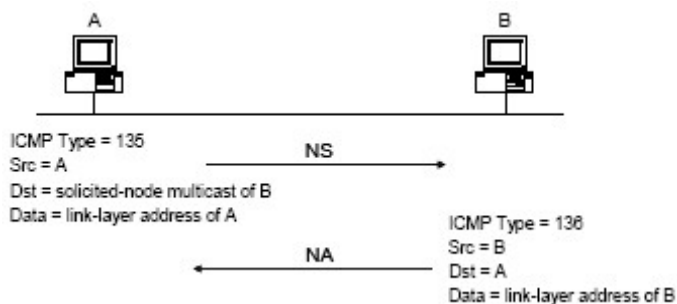 A
B
ICMP Type = 135
Src = A
Dst = solicited-node multicast of B
Data = link-layer address of A
NS
ICMP Type = 136
Src = B
Dst = A
Data = link-layer address of B
NA